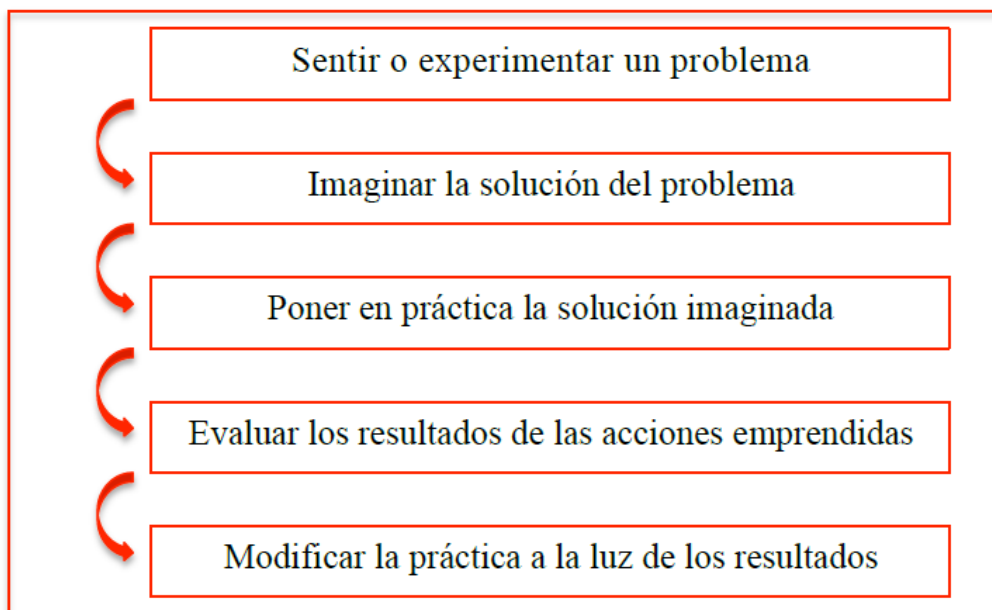 Sentir o experimentar un problema
Imaginar la solución del problema
Poner en práctica la solución imaginada
Evaluar los resultados de las acciones emprendidas
Modificar la práctica a la luz de los resultados